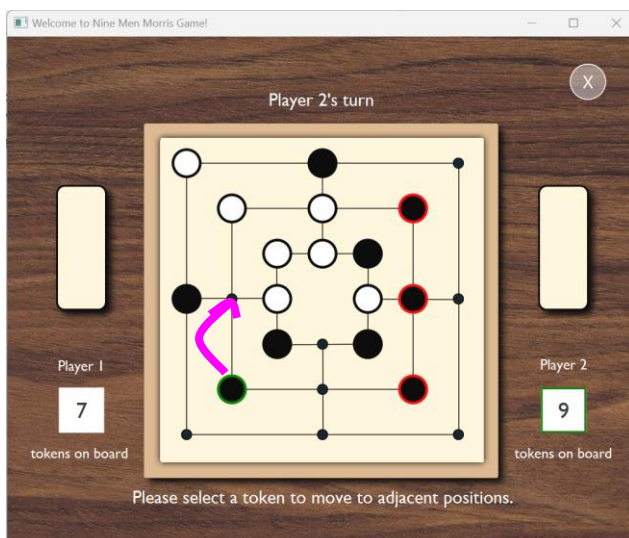 Welcome to Nine Men Morris Game!
X
Player 2's turn
Player 1
7
tokens on board
Player 2
9
tokens on board
Please select a token to move to adjacent positions.